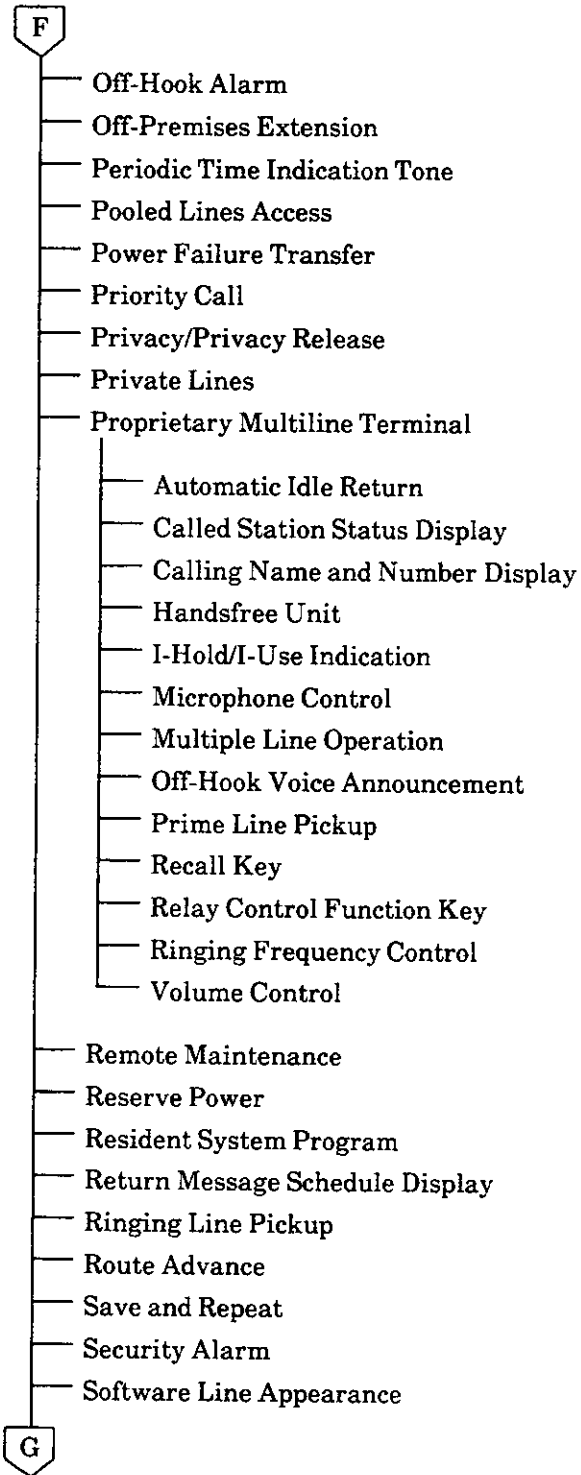 F
Off-Hook Alarm
Off-Premises Extension
Periodic Time Indication Tone
Pooled Lines Access
Power Failure Transfer
Priority Call
Privacy/Privacy Release
Private Lines
Proprietary Multiline Terminal
Automatic Idle Return
Called Station Status Display
Calling Name and Number Display
Handsfree Unit
I-Hold/I-Use Indication
Microphone Control
Multiple Line Operation
Off-Hook Voice Announcement
Prime Line Pickup
Recall Key
Relay Control Function Key
Ringing Frequency Control
Volume Control
Remote Maintenance
Reserve Power
Resident System Program
Return Message Schedule Display
Ringing Line Pickup
Route Advance
Save and Repeat
Security Alarm
Software Line Appearance
G